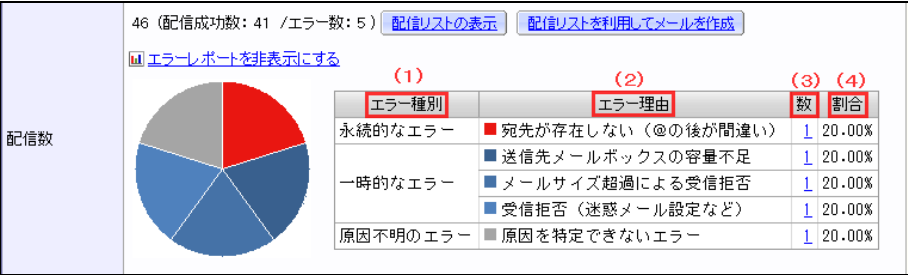 46（配信成功数：41 /エラー数：5） 配信リストの表示 配信リストを利用してメールを作成
エラーレポートを非表示にする
(1) (2) (3) (4)
エラー種別 エラー理由 数 割合
配信数
永続的なエラー 宛先が存在しない（@の後が間違い） 1 20.00%
一時的なエラー 送信先メールボックスの容量不足 1 20.00%
メールサイズ超過による受信拒否 1 20.00%
受信拒否（迷惑メール設定など） 1 20.00%
原因不明のエラー 原因を特定できないエラー 1 20.00%